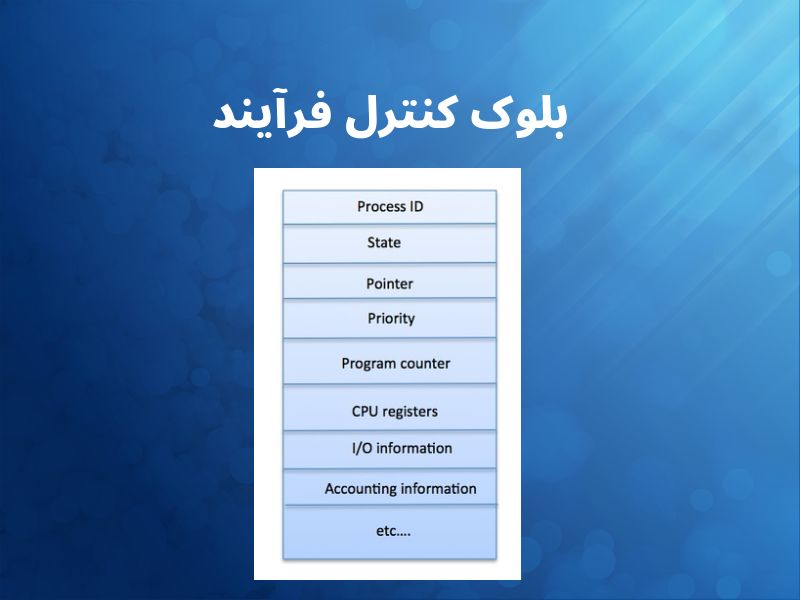 بلوک کنترل فرآیند
Process ID
State
Pointer
Priority
Program counter
CPU registers
I/O information
Accounting information
etc....